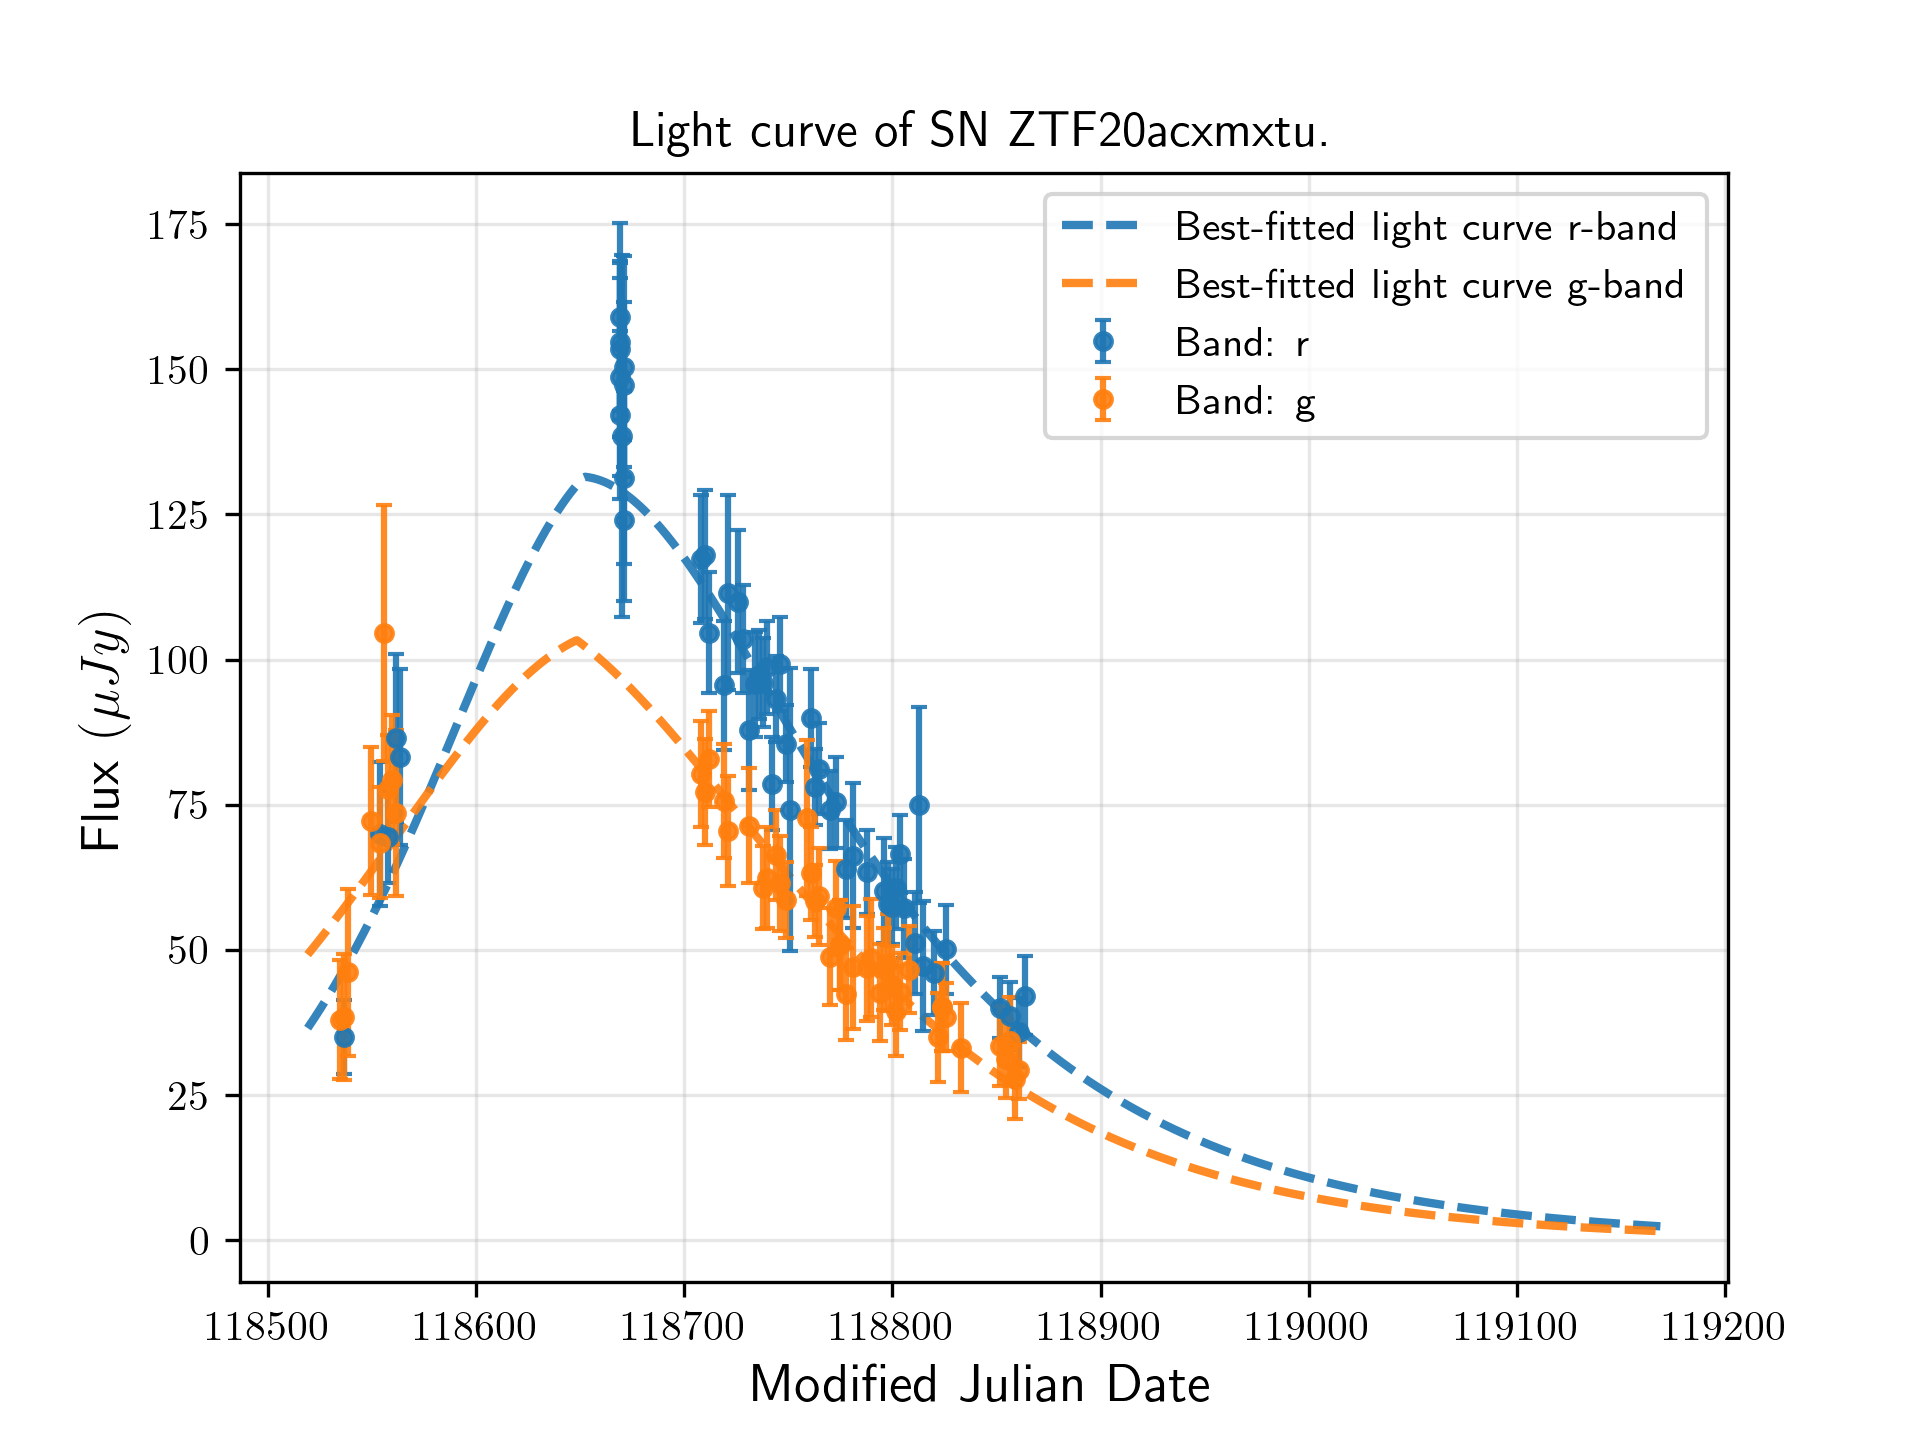 Light curve of SN ZTF20acxmxtu.
Best-fitted light curve r-band
Best-fitted light curve g-band
Band: r
Band: g
Flux (μJy)
175
150
125
100
75
50
25
0
118500 118600 118700 118800 118900 119000 119100 119200
Modified Julian Date